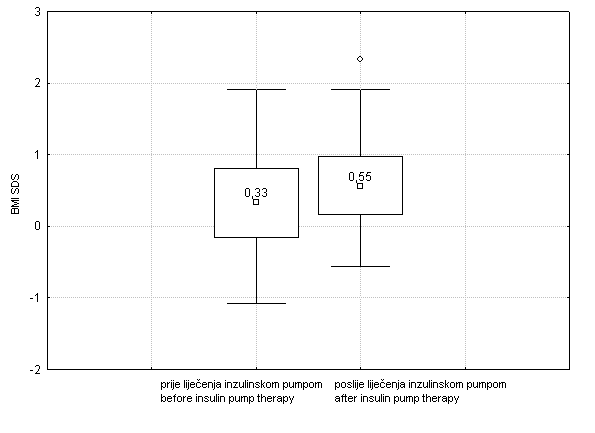 3
2
1
0
-1
-2
BMI SDS
0,33
0,55
prije liječenja inzulinskom pumpom
before insulin pump therapy
poslije liječenja inzulinskom pumpom
after insulin pump therapy